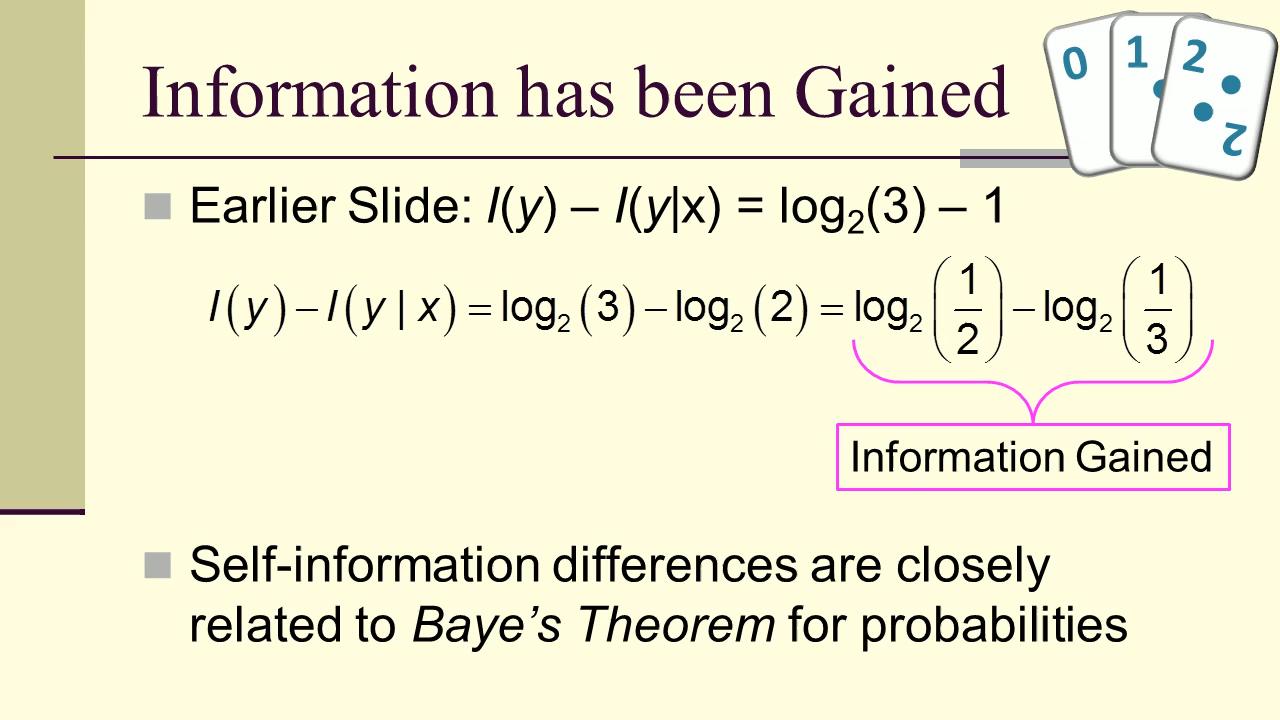 Information has been Gained
0 1 2
2
Earlier Slide: I(y) – I(y|x) = log₂(3) – 1
I(y) – I(y | x) = log₂(3) – log₂(2) = log₂(1/2) – log₂(1/3)
Information Gained
Self-information differences are closely
related to Baye’s Theorem for probabilities